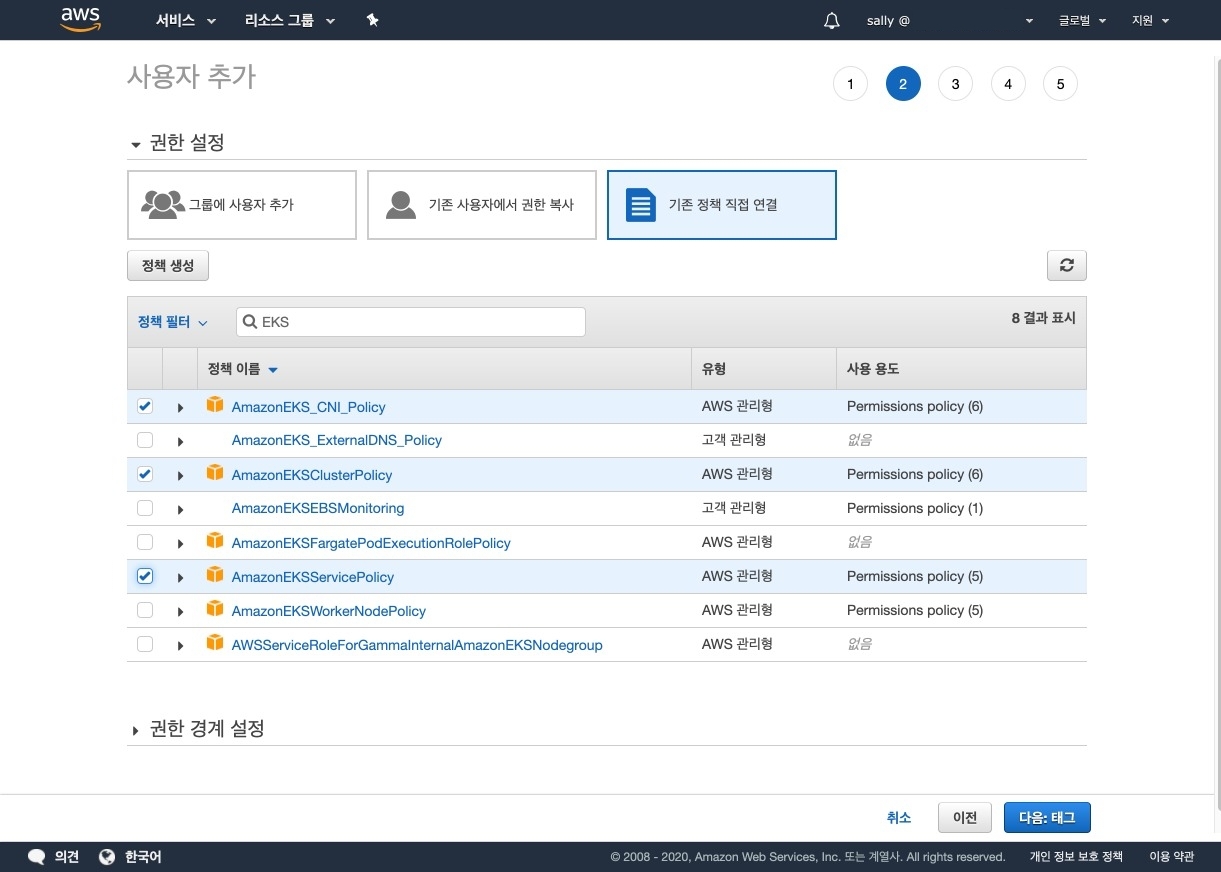 aws 서비스 리소스 그룹 sally @ 글로벌 지원
사용자 추가 1 2 3 4 5
권한 설정
그룹에 사용자 추가 기존 사용자에서 권한 복사 기존 정책 직접 연결
정책 생성
정책 필터 EKS 8 결과 표시
정책 이름 유형 사용 용도
AmazonEKS_CNI_Policy AWS 관리형 Permissions policy (6)
AmazonEKS_ExternalDNS_Policy 고객 관리형 없음
AmazonEKSClusterPolicy AWS 관리형 Permissions policy (6)
AmazonEKSEBSMonitoring 고객 관리형 Permissions policy (1)
AmazonEKSFargatePodExecutionRolePolicy AWS 관리형 없음
AmazonEKSServicePolicy AWS 관리형 Permissions policy (5)
AmazonEKSWorkerNodePolicy AWS 관리형 Permissions policy (5)
AWSServiceRoleForGammaInternalAmazonEKSNodegroup AWS 관리형 없음
권한 경계 설정
취소 이전 다음: 태그
의견 한국어 © 2008 - 2020, Amazon Web Services, Inc. 또는 계열사. All rights reserved. 개인 정보 보호 정책 이용 약관